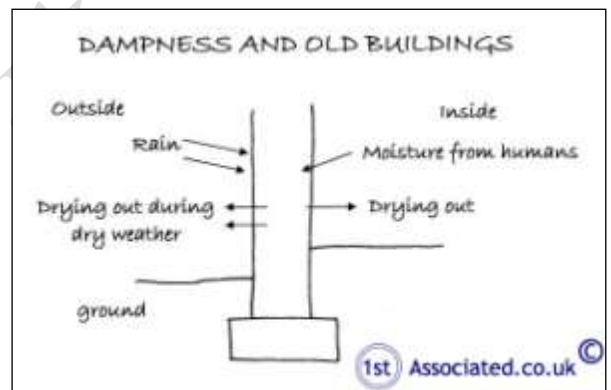 DAMPNESS AND OLD BUILDINGS
Outside
Inside
Rain
Moisture from humans
Drying out during
dry weather
Drying out
ground
1st Associated.co.uk ©